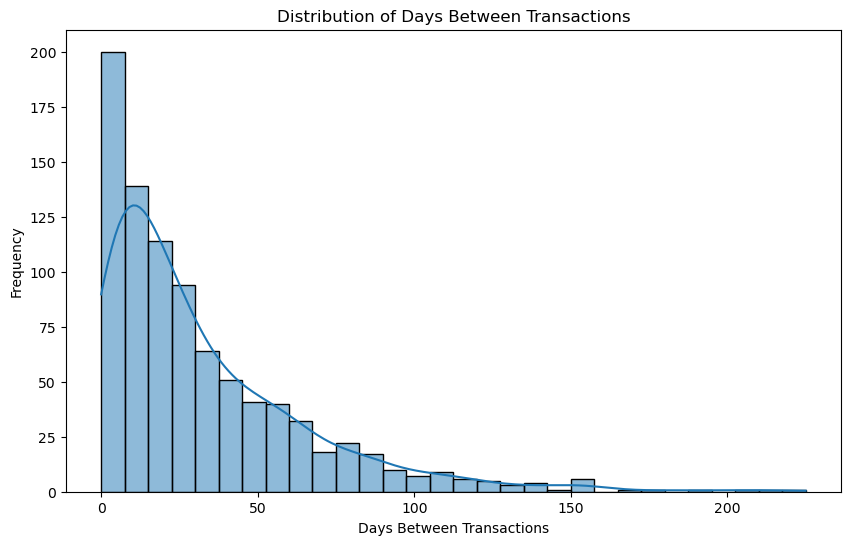 Distribution of Days Between Transactions
200
175
150
125
100
75
50
25
0
Frequency
0 50 100 150 200
Days Between Transactions